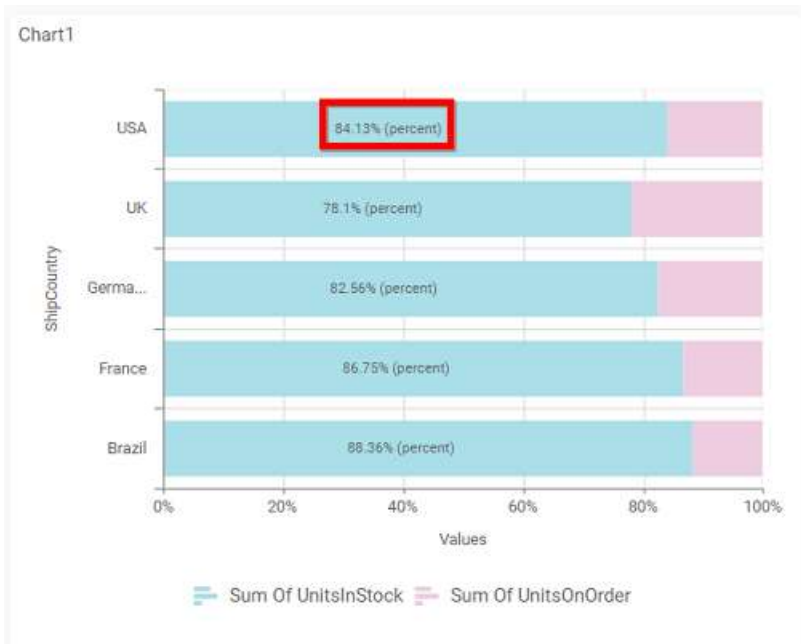 Chart1
USA
84.13% (percent)
UK
78.1% (percent)
Germa...
82.56% (percent)
France
86.75% (percent)
Brazil
88.36% (percent)
ShipCountry
0% 20% 40% 60% 80% 100%
Values
Sum Of UnitsInStock Sum Of UnitsOnOrder